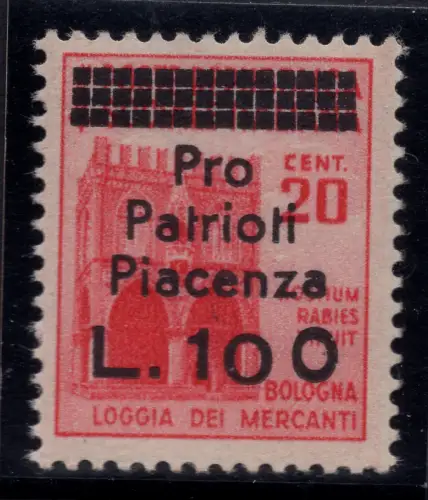 Pro
CENT.
20
Patrioti
Piacenza
RABIES
L. 100
BOLOGNA
LOGGIA DEI MERCANTI